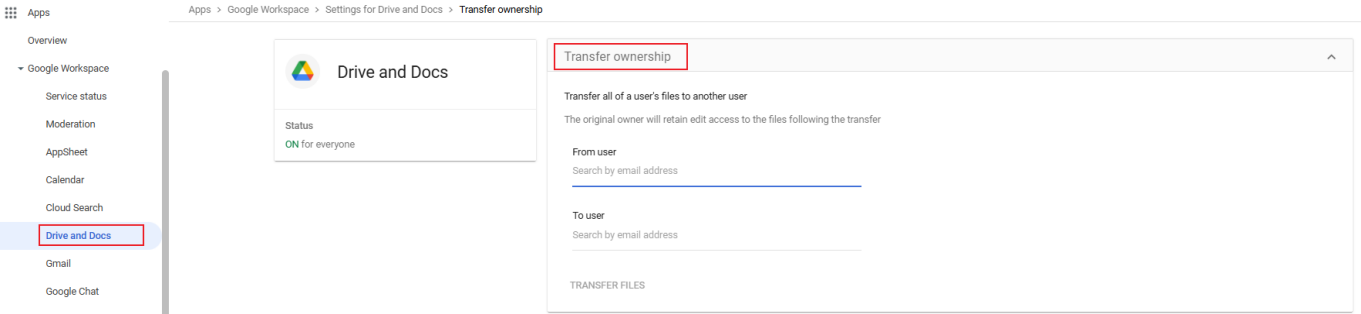 Apps
Overview
Google Workspace
Service status
Moderation
AppSheet
Calendar
Cloud Search
Drive and Docs
Gmail
Google Chat
Apps > Google Workspace > Settings for Drive and Docs > Transfer ownership
Drive and Docs
Status
ON for everyone
Transfer ownership
Transfer all of a user's files to another user
The original owner will retain edit access to the files following the transfer
From user
Search by email address
To user
Search by email address
TRANSFER FILES